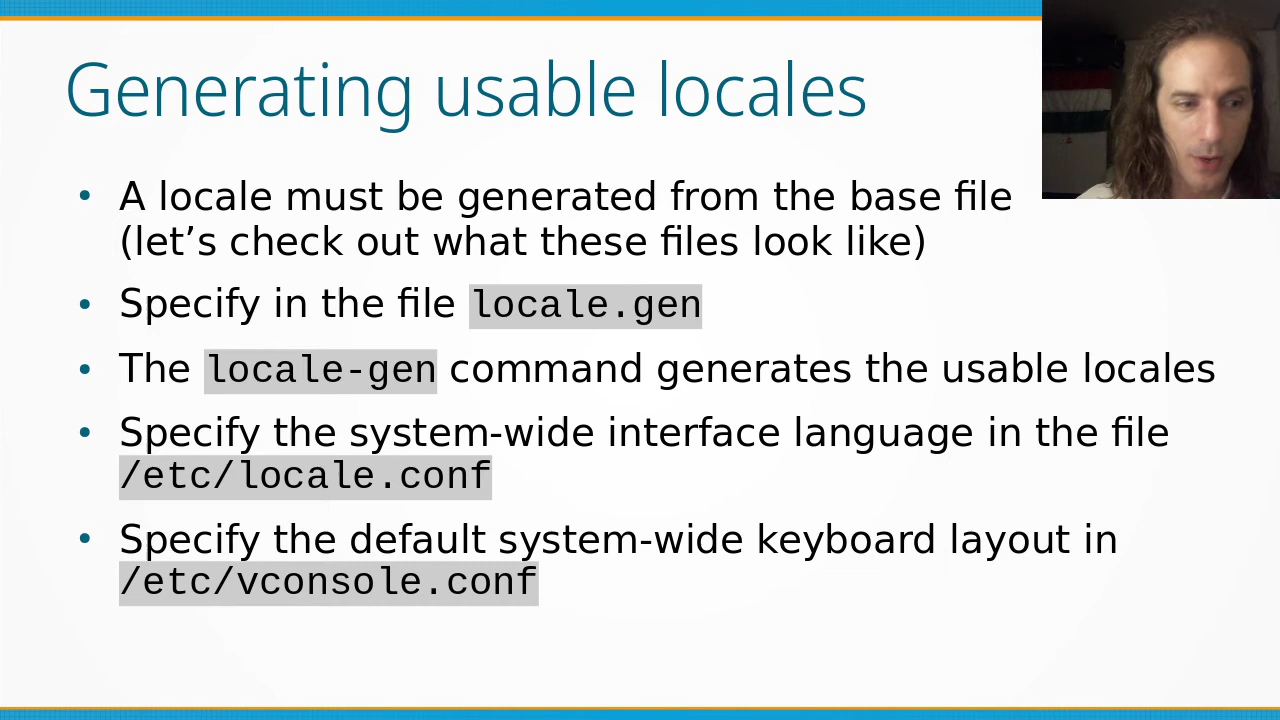 Generating usable locales
• A locale must be generated from the base file
(let’s check out what these files look like)
• Specify in the file locale.gen
• The locale-gen command generates the usable locales
• Specify the system-wide interface language in the file
/etc/locale.conf
• Specify the default system-wide keyboard layout in
/etc/vconsole.conf